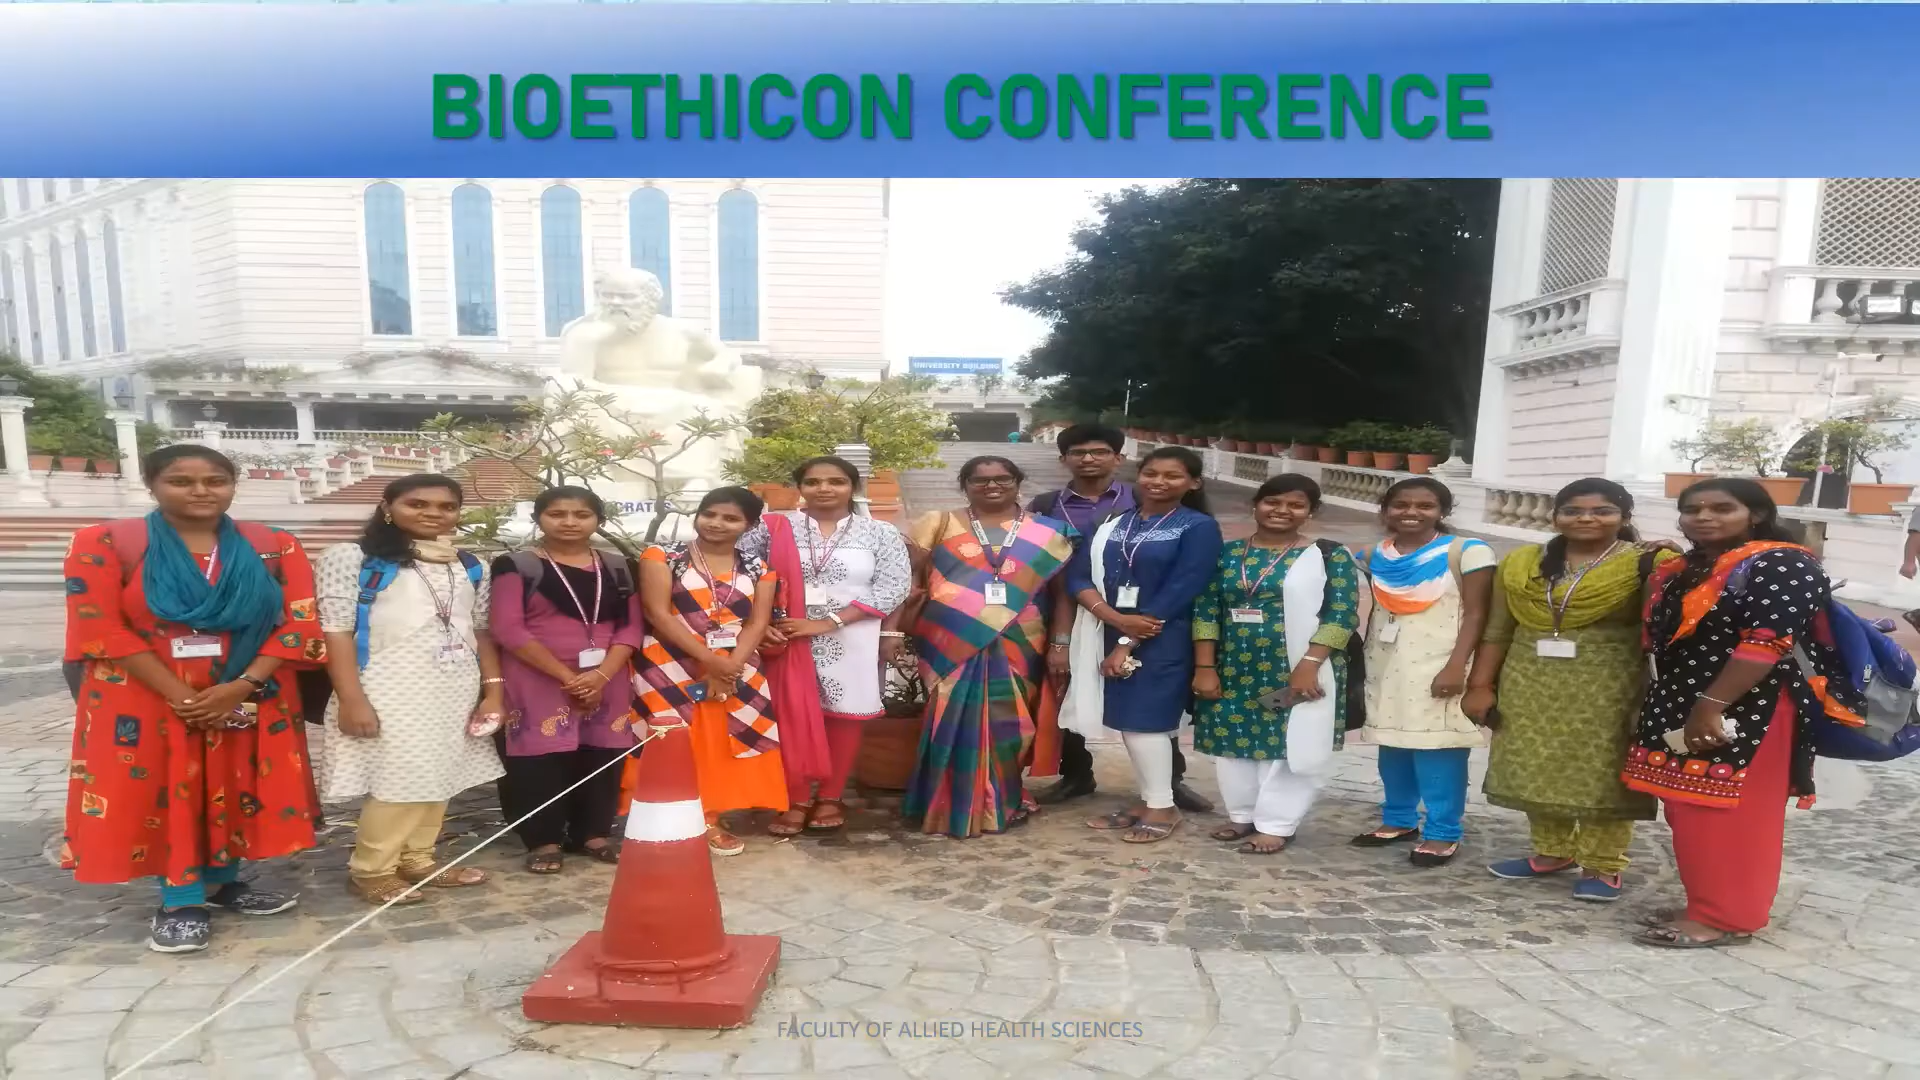 BIOETHICON CONFERENCE
UNIVERSITY BUILDING
FACULTY OF ALLIED HEALTH SCIENCES